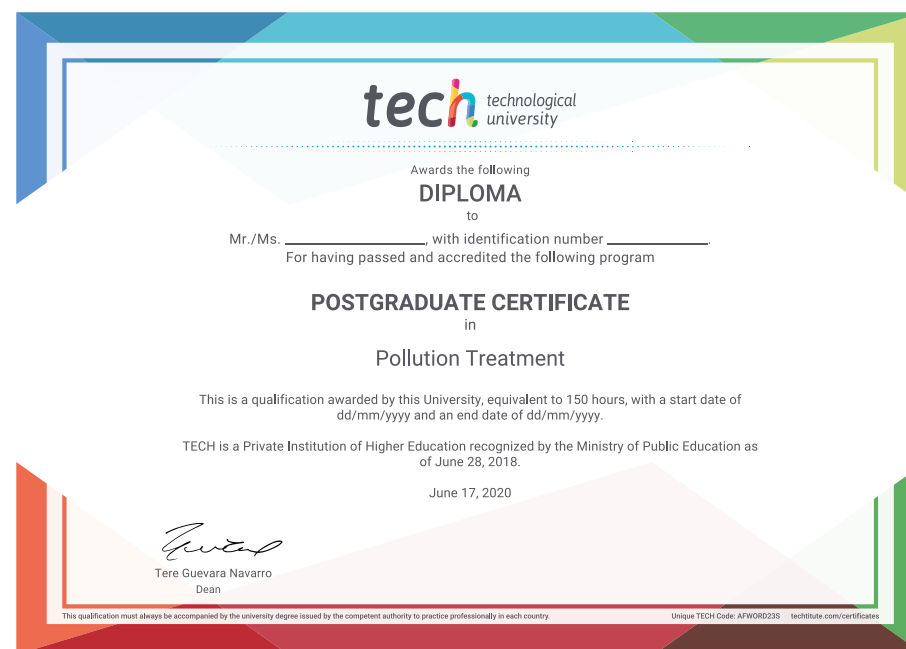 tech technological
university
Awards the following
DIPLOMA
to
Mr./Ms. ____________________, with identification number ______________.
For having passed and accredited the following program
POSTGRADUATE CERTIFICATE
in
Pollution Treatment
This is a qualification awarded by this University, equivalent to 150 hours, with a start date of
dd/mm/yyyy and an end date of dd/mm/yyyy.
TECH is a Private Institution of Higher Education recognized by the Ministry of Public Education as
of June 28, 2018.
June 17, 2020
Tere Guevara Navarro
Dean
This qualification must always be accompanied by the university degree issued by the competent authority to practice professionally in each country. Unique TECH Code: AFWORD23S techtitute.com/certificates